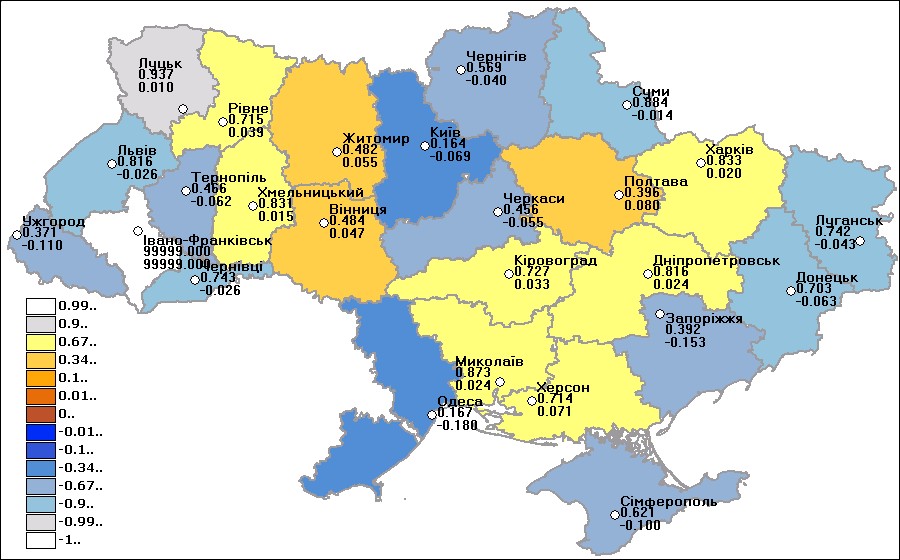 Луцьк
0.937
0.010
Рівне
0.715
0.039
Житомир
0.482
0.055
Київ
0.164
-0.069
Чернігів
0.569
-0.040
Суми
0.884
-0.014
Львів
0.816
-0.026
Тернопіль
0.466
-0.062
Хмельницький
0.831
0.015
Вінниця
0.484
0.047
Черкаси
0.456
-0.055
Полтава
0.396
0.080
Харків
0.833
0.020
Луганськ
0.742
-0.043
Ужгород
0.371
-0.110
Івано-Франківськ
99999.000
99999.000
Чернівці
0.743
-0.026
Кіровоград
0.727
0.033
Дніпропетровськ
0.816
0.024
Донецьк
0.703
-0.063
Запоріжжя
0.392
-0.153
Миколаїв
0.873
0.024
Херсон
0.714
0.071
Одеса
0.167
-0.180
Сімферополь
0.621
-0.100
0.99..
0.9..
0.67..
0.34..
0.1..
0.01..
0..
-0.01..
-0.1..
-0.34..
-0.67..
-0.9..
-0.99..
-1..